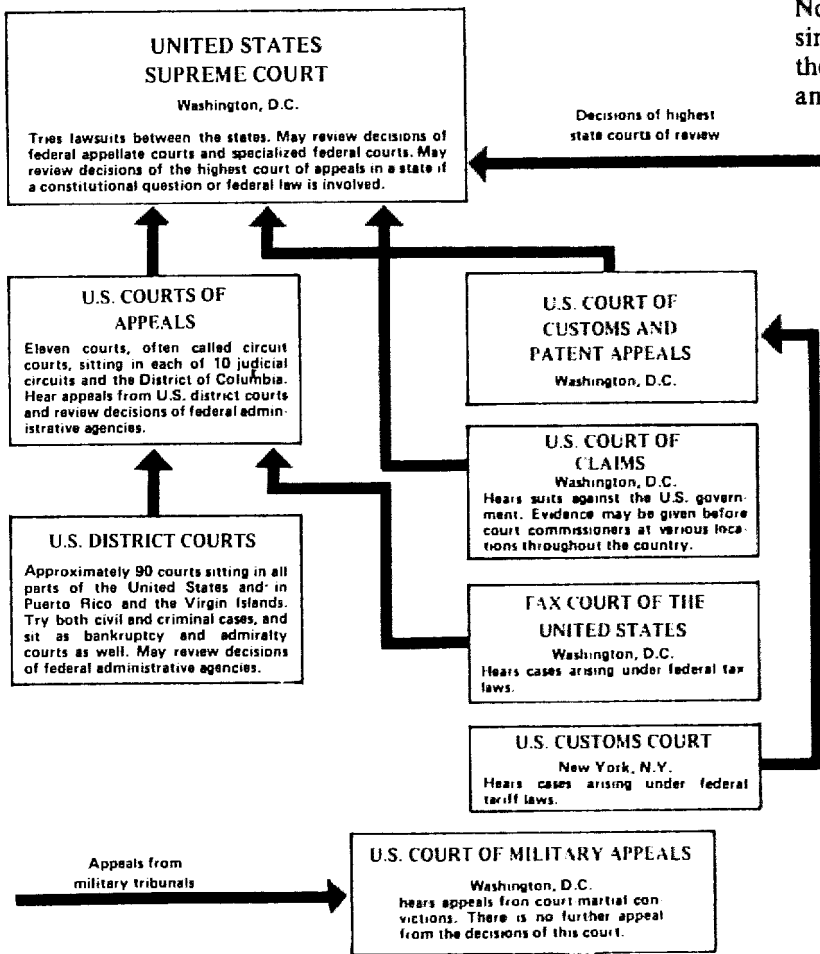 No
sin
the
an
UNITED STATES
SUPREME COURT
Washington, D.C.
Tries lawsuits between the states. May review decisions of
federal appellate courts and specialized federal courts. May
review decisions of the highest court of appeals in a state if
a constitutional question or federal law is involved.
Decisions of highest
state courts of review
U.S. COURTS OF
APPEALS
Eleven courts, often called circuit
courts, sitting in each of 10 judicial
circuits and the District of Columbia.
Hear appeals from U.S. district courts
and review decisions of federal admin-
istrative agencies.
U.S. COURT OF
CUSTOMS AND
PATENT APPEALS
Washington, D.C.
U.S. COURT OF
CLAIMS
Washington, D.C.
Hears suits against the U.S. govern-
ment. Evidence may be given before
court commissioners at various loca-
tions throughout the country.
U.S. DISTRICT COURTS
Approximately 90 courts sitting in all
parts of the United States and in
Puerto Rico and the Virgin Islands.
Try both civil and criminal cases, and
sit as bankruptcy and admiralty
courts as well. May review decisions
of federal administrative agencies.
TAX COURT OF THE
UNITED STATES
Washington, D.C.
Hears cases arising under federal tax
laws.
U.S. CUSTOMS COURT
New York, N.Y.
Hears cases arising under federal
tariff laws.
Appeals from
military tribunals
U.S. COURT OF MILITARY APPEALS
Washington, D.C.
hears appeals fron court martial con-
victions. There is no further appeal
from the decisions of this court.